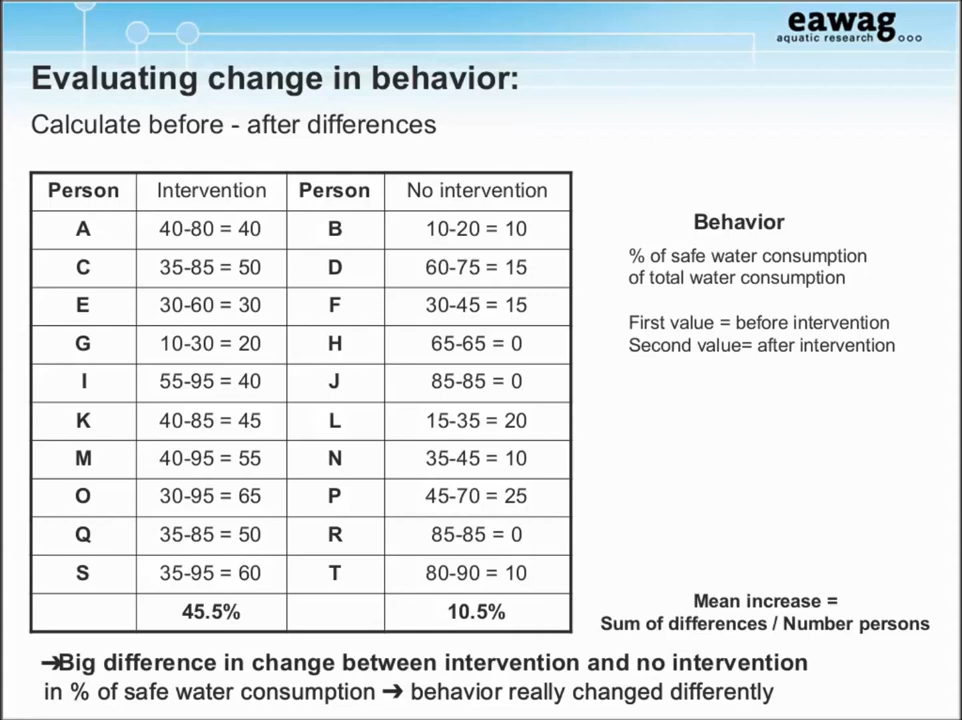 eawag
aquatic research ooo
Evaluating change in behavior:
Calculate before - after differences
Person Intervention Person No intervention
A 40-80 = 40 B 10-20 = 10
C 35-85 = 50 D 60-75 = 15
E 30-60 = 30 F 30-45 = 15
G 10-30 = 20 H 65-65 = 0
I 55-95 = 40 J 85-85 = 0
K 40-85 = 45 L 15-35 = 20
M 40-95 = 55 N 35-45 = 10
O 30-95 = 65 P 45-70 = 25
Q 35-85 = 50 R 85-85 = 0
S 35-95 = 60 T 80-90 = 10
45.5% 10.5%
Behavior
% of safe water consumption
of total water consumption
First value = before intervention
Second value= after intervention
Mean increase =
Sum of differences / Number persons
➔Big difference in change between intervention and no intervention
in % of safe water consumption ➔ behavior really changed differently